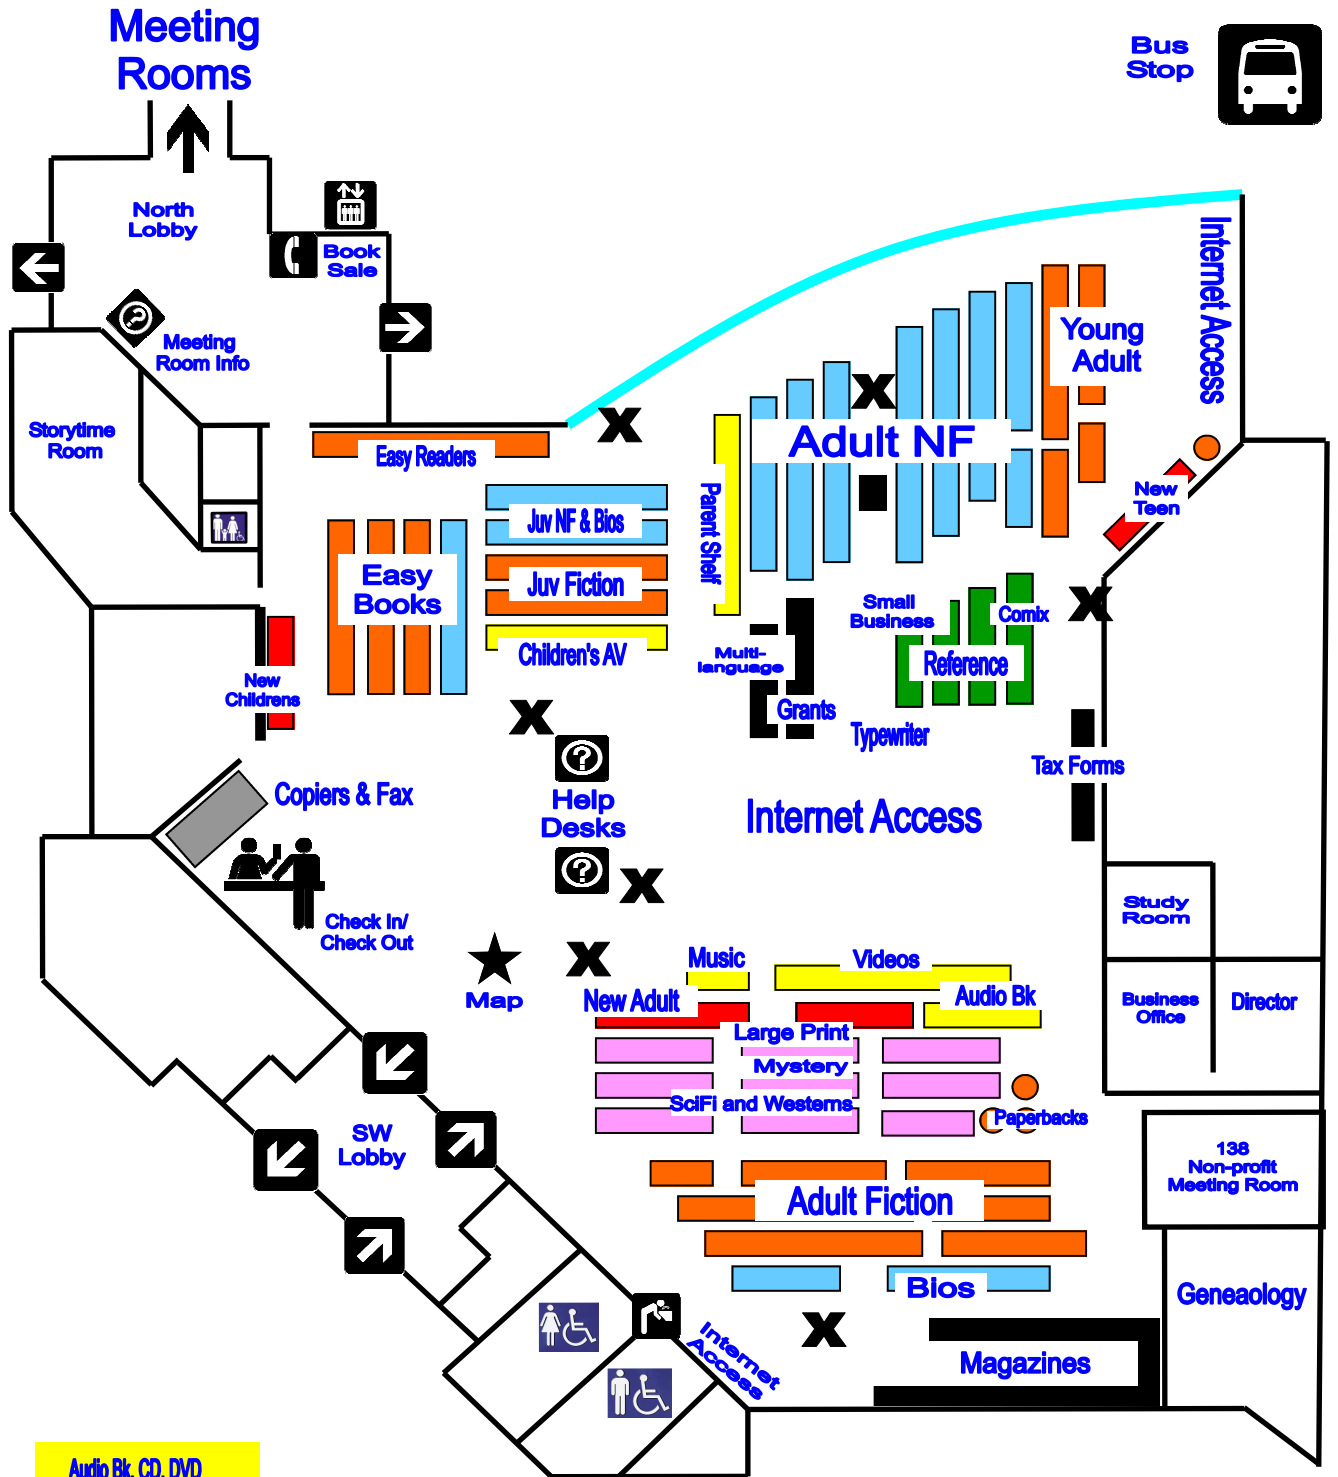 Meeting
Rooms
Bus
Stop
North
Lobby
Book
Sale
Internet Access
Meeting
Room Info
Young
Adult
Storytime
Room
Easy Readers
Adult NF
Parent Shelf
New
Teen
Juv NF & Bios
Easy
Books
Juv Fiction
Small
Business
Comix
Children's AV
Multi-
language
Reference
New
Childrens
Grants
Typewriter
Tax Forms
Copiers & Fax
Help
Desks
Internet Access
Check In/
Check Out
Study
Room
Map
Music
Videos
New Adult
Audio Bk
Business
Office
Director
Large Print
Mystery
SciFi and Westerns
Paperbacks
SW
Lobby
138
Non-profit
Meeting Room
Adult Fiction
Bios
Geneaology
Internet
Access
Magazines
Audio Bk, CD, DVD